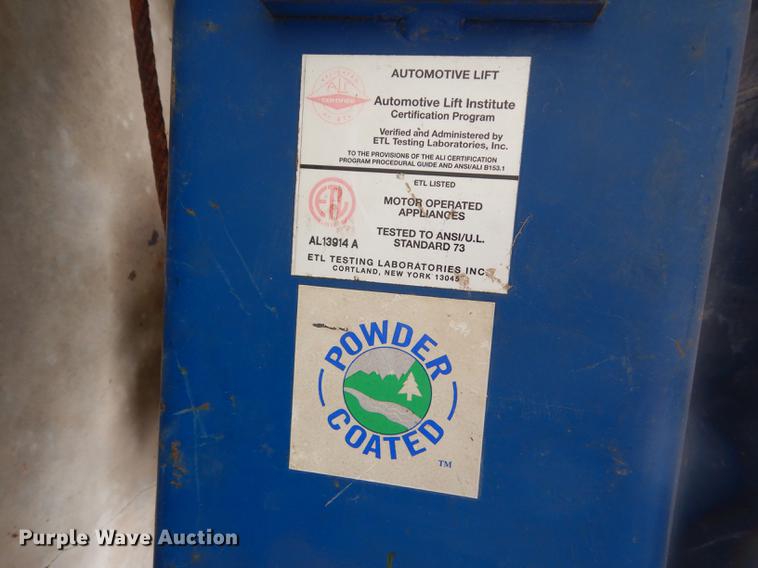 AUTOMOTIVE LIFT
ALI
CERTIFIED
Automotive Lift Institute
Certification Program
Verified and Administered by
ETL Testing Laboratories, Inc.
TO THE PROVISIONS OF THE ALI CERTIFICATION
PROGRAM PROCEDURAL GUIDE AND ANSI/ALI B153.1
ETL LISTED
MOTOR OPERATED
APPLIANCES
TESTED TO ANSI/U.L.
STANDARD 73
AL13914 A
ETL TESTING LABORATORIES INC.
CORTLAND, NEW YORK 13045
POWDER
COATED
TM
Purple Wave Auction